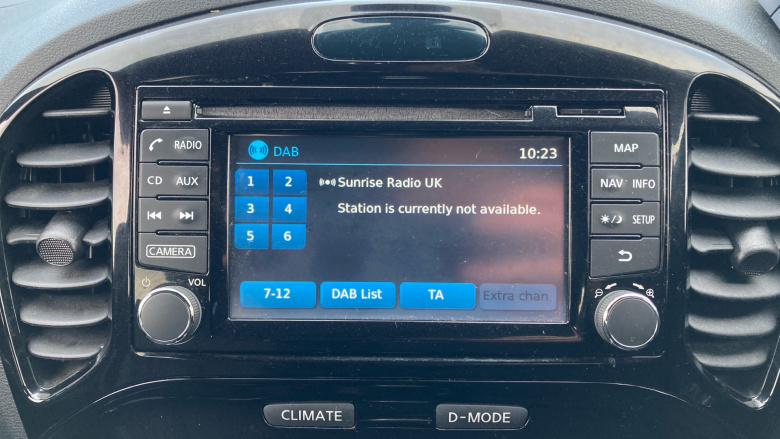 RADIO
CD AUX
CAMERA
VOL
DAB 10:23
1 2
3 4
5 6
Sunrise Radio UK
Station is currently not available.
7-12 DAB List TA Extra chan.
MAP
NAV INFO
SETUP
CLIMATE D-MODE